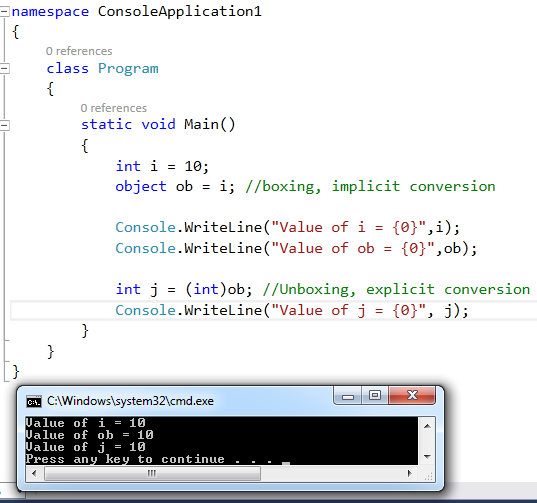 namespace ConsoleApplication1
{
0 references
class Program
{
0 references
static void Main()
{
int i = 10;
object ob = i; //boxing, implicit conversion
Console.WriteLine("Value of i = {0}",i);
Console.WriteLine("Value of ob = {0}",ob);
int j = (int)ob; //Unboxing, explicit conversion
Console.WriteLine("Value of j = {0}", j);
}
}
}
C:\Windows\system32\cmd.exe
Value of i = 10
Value of ob = 10
Value of j = 10
Press any key to continue . . . _